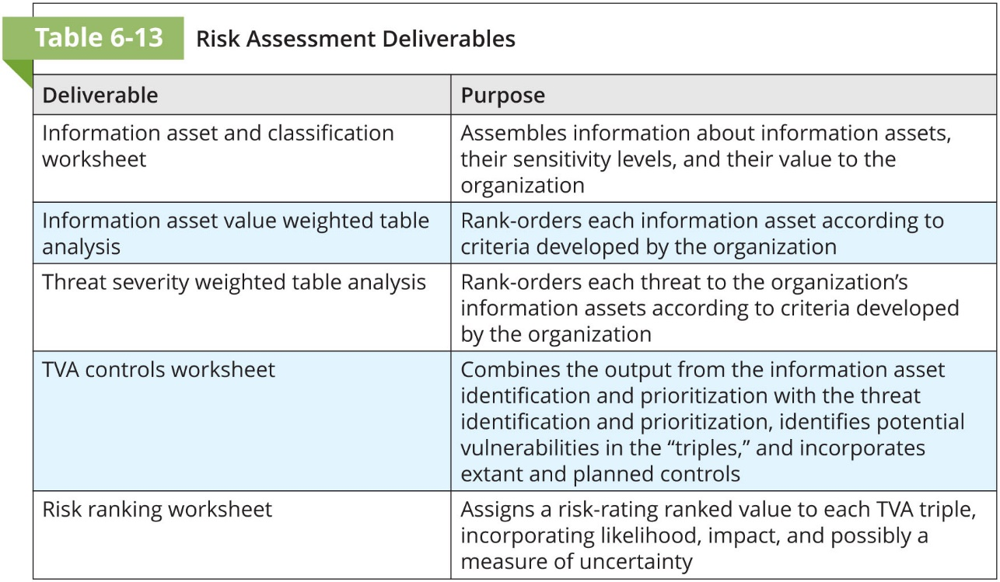 Table 6-13 Risk Assessment Deliverables
Deliverable Purpose
Information asset and classification
worksheet
Assembles information about information assets,
their sensitivity levels, and their value to the
organization
Information asset value weighted table
analysis
Rank-orders each information asset according to
criteria developed by the organization
Threat severity weighted table analysis
Rank-orders each threat to the organization’s
information assets according to criteria developed
by the organization
TVA controls worksheet
Combines the output from the information asset
identification and prioritization with the threat
identification and prioritization, identifies potential
vulnerabilities in the “triples,” and incorporates
extant and planned controls
Risk ranking worksheet
Assigns a risk-rating ranked value to each TVA triple,
incorporating likelihood, impact, and possibly a
measure of uncertainty